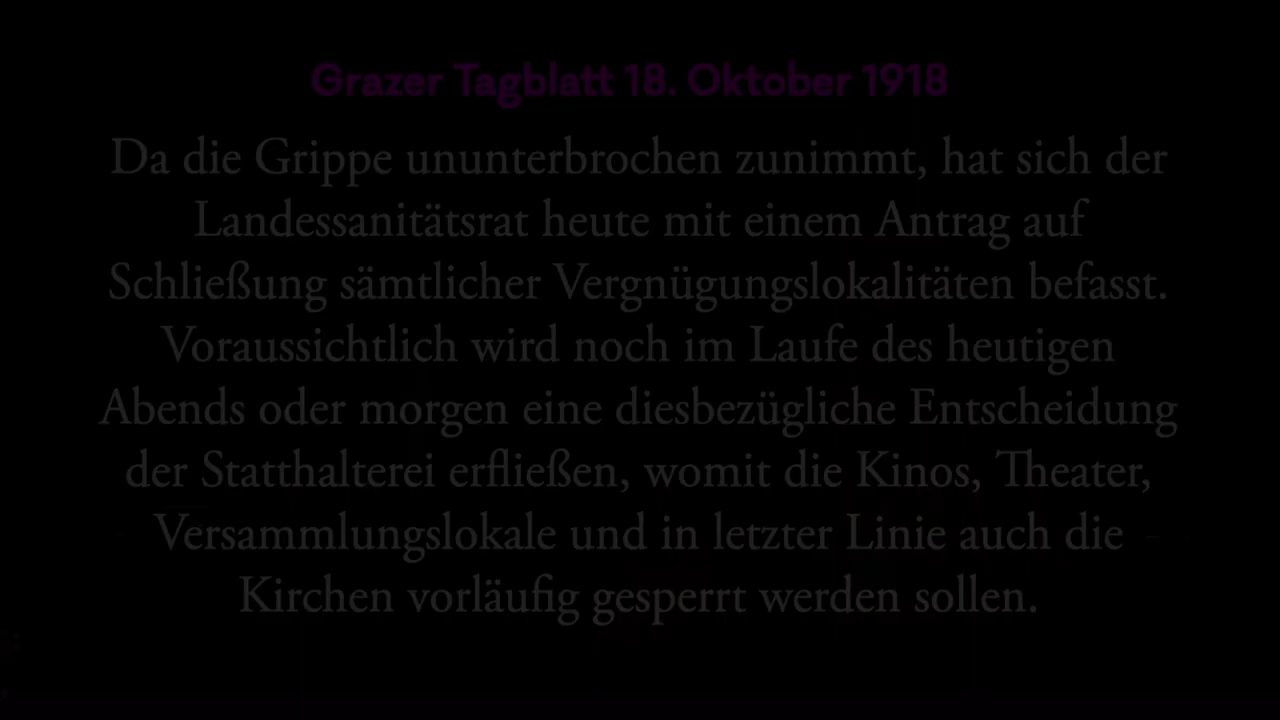 Grazer Tagblatt 18. Oktober 1918
Da die Grippe ununterbrochen zunimmt, hat sich der
Landessanitätsrat heute mit einem Antrag auf
Schließung sämtlicher Vergnügungslokalitäten befasst.
Voraussichtlich wird noch im Laufe des heutigen
Abends oder morgen eine diesbezügliche Entscheidung
der Statthalterei erfließen, womit die Kinos, Theater,
Versammlungslokale und in letzter Linie auch die
Kirchen vorläufig gesperrt werden sollen.